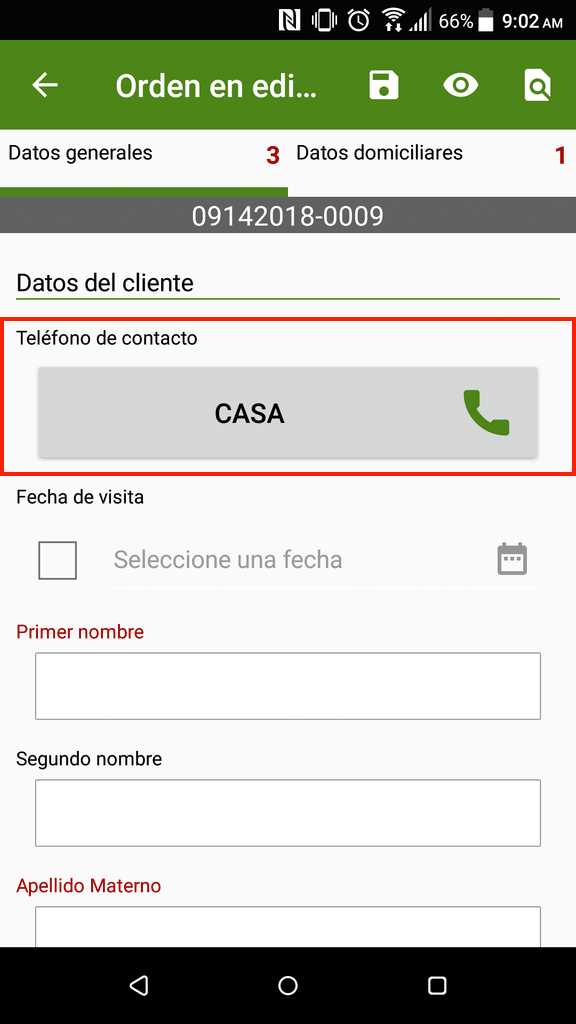 66% 9:02 AM
Orden en edi...
Datos generales 3 Datos domiciliares 1
09142018-0009
Datos del cliente
Teléfono de contacto
CASA
Fecha de visita
Seleccione una fecha
Primer nombre
Segundo nombre
Apellido Materno